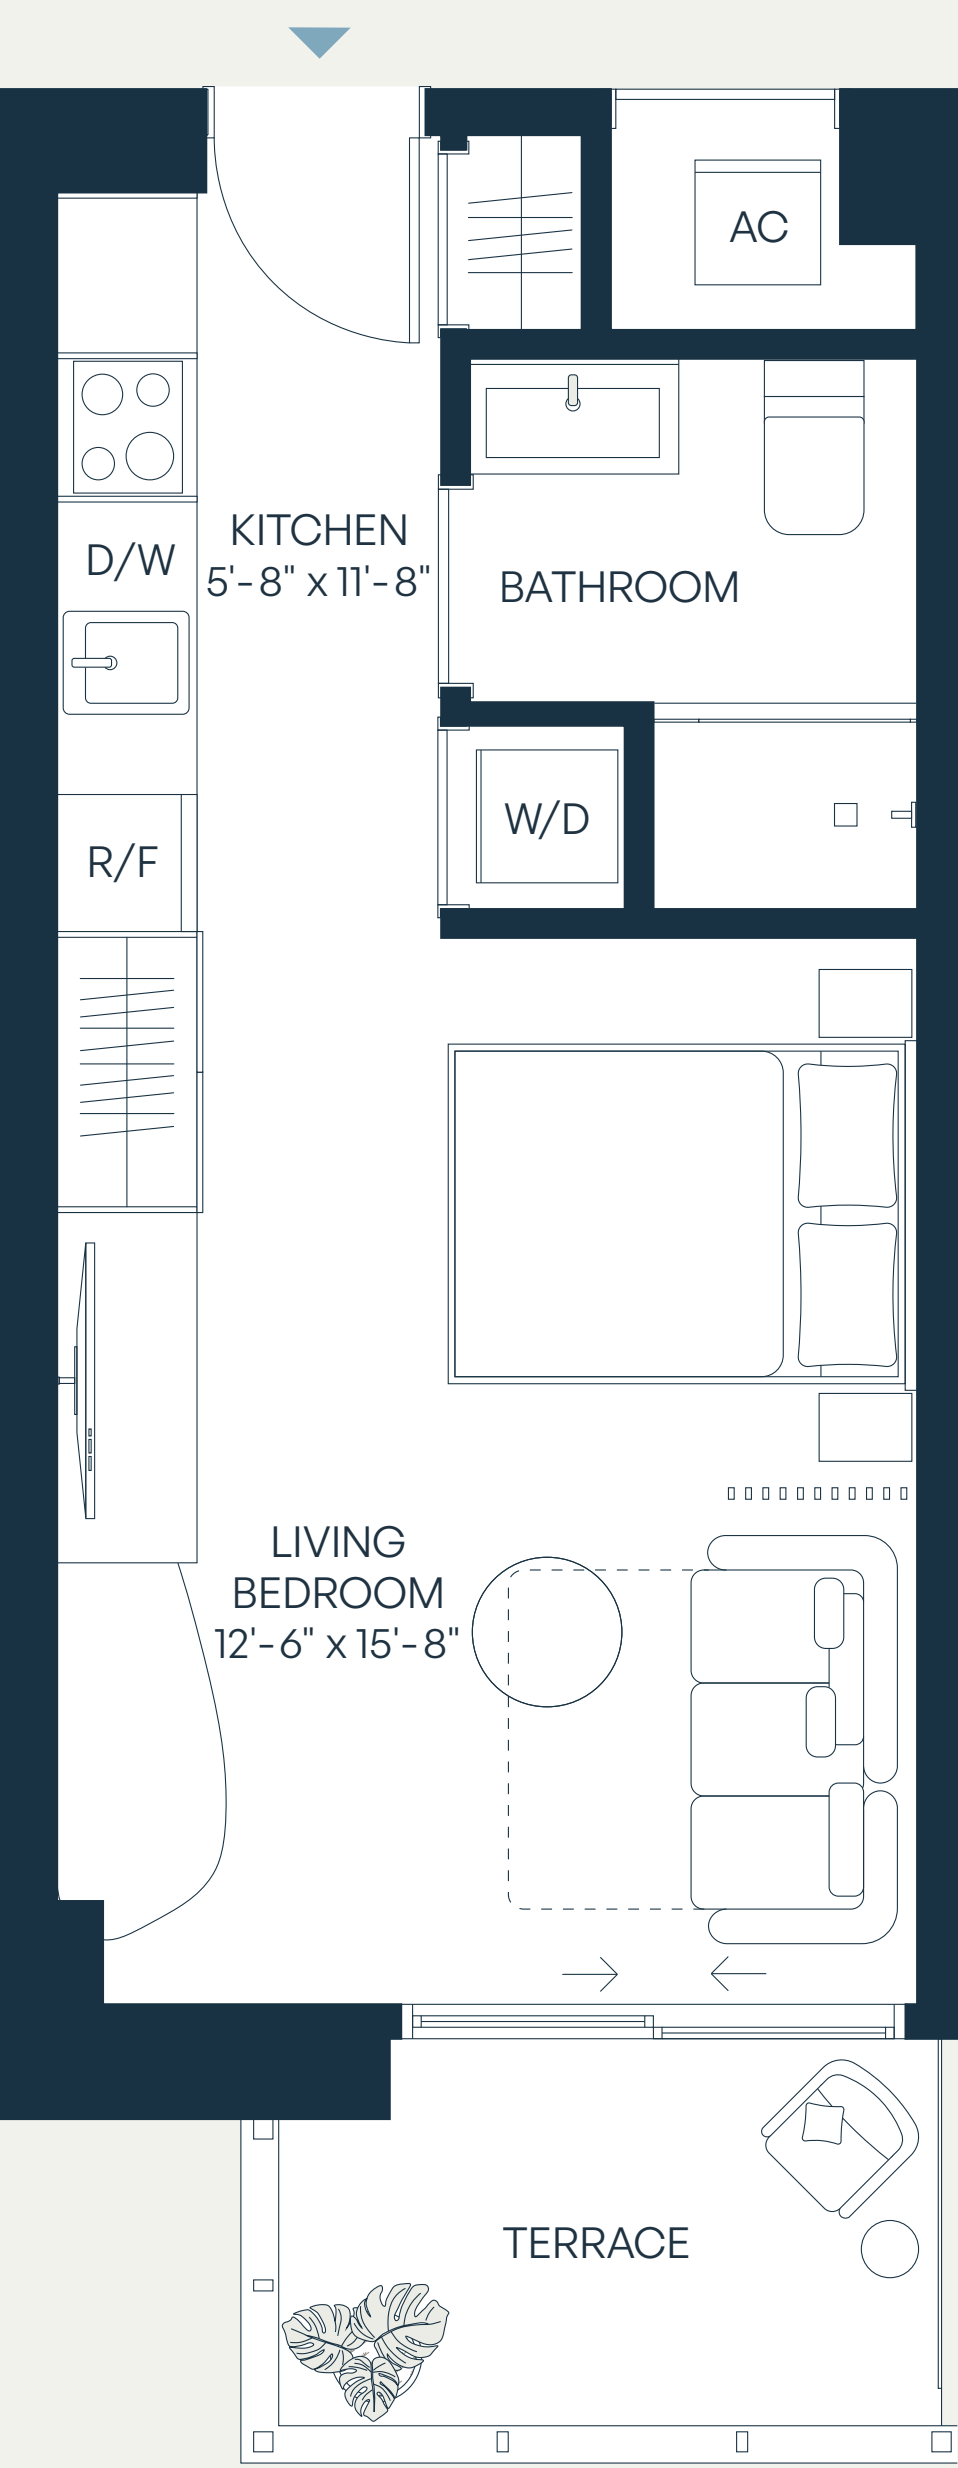 AC
KITCHEN
5'-8" x 11'-8"
D/W
BATHROOM
W/D
R/F
LIVING
BEDROOM
12'-6" x 15'-8"
TERRACE